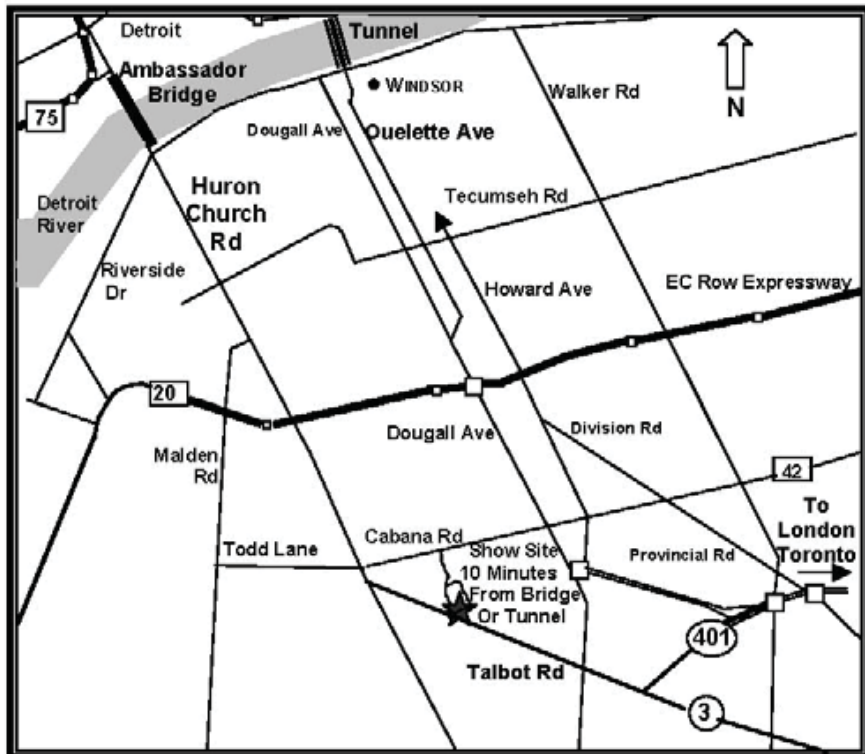 Detroit
Tunnel
Ambassador
Bridge
WINDSOR
Walker Rd
N
75
Dougall Ave
Ouelette Ave
Huron
Church
Rd
Tecumseh Rd
Detroit
River
Riverside
Dr
Howard Ave
EC Row Expressway
20
Dougall Ave
Division Rd
Malden
Rd
42
To
London
Toronto
Cabana Rd
Todd Lane
Show Site
10 Minutes
From Bridge
Or Tunnel
Provincial Rd
401
Talbot Rd
3